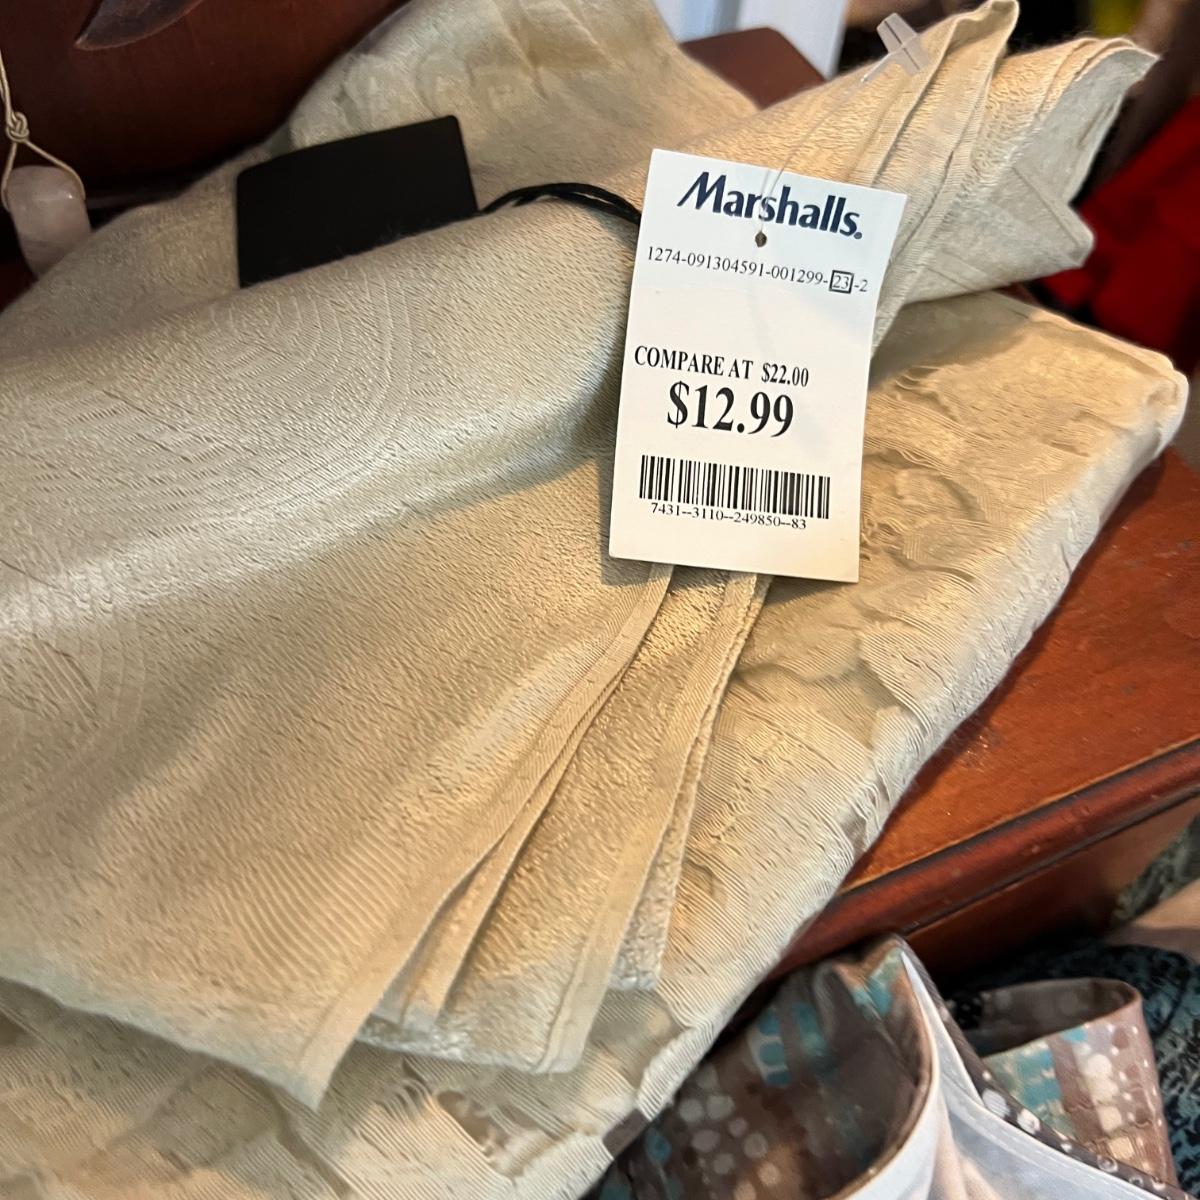 Marshalls.
1274-091304591-001299-23-2
COMPARE AT $22.00
$12.99
7431--3110--249850--83